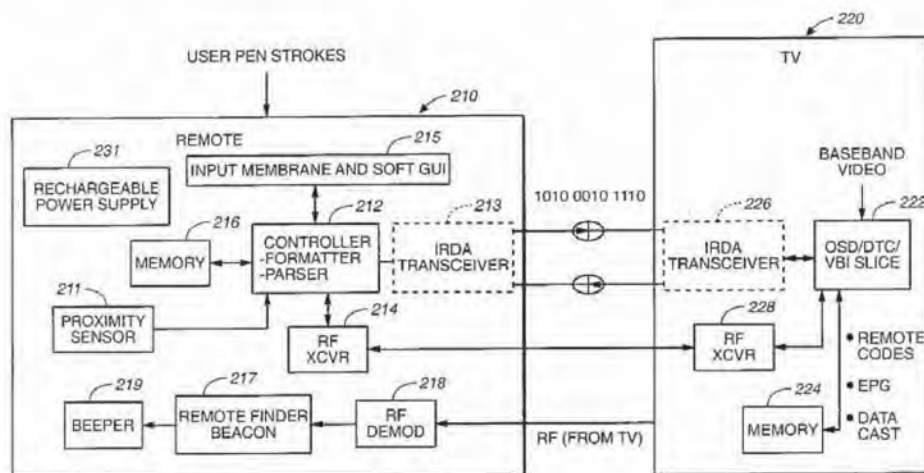 220
TV
USER PEN STROKES
210
REMOTE
215
231
INPUT MEMBRANE AND SOFT GUI
RECHARGEABLE
POWER SUPPLY
1010 0010 1110
BASEBAND
VIDEO
222
216
212
213
226
MEMORY
CONTROLLER
-FORMATTER
-PARSER
IRDA
TRANSCEIVER
IRDA
TRANSCEIVER
OSD/DTC/
VBI SLICE
211
PROXIMITY
SENSOR
214
RF
XCVR
228
RF
XCVR
• REMOTE
CODES
• EPG
• DATA
CAST
219
BEEPER
217
REMOTE FINDER
BEACON
218
RF
DEMOD
RF (FROM TV)
224
MEMORY